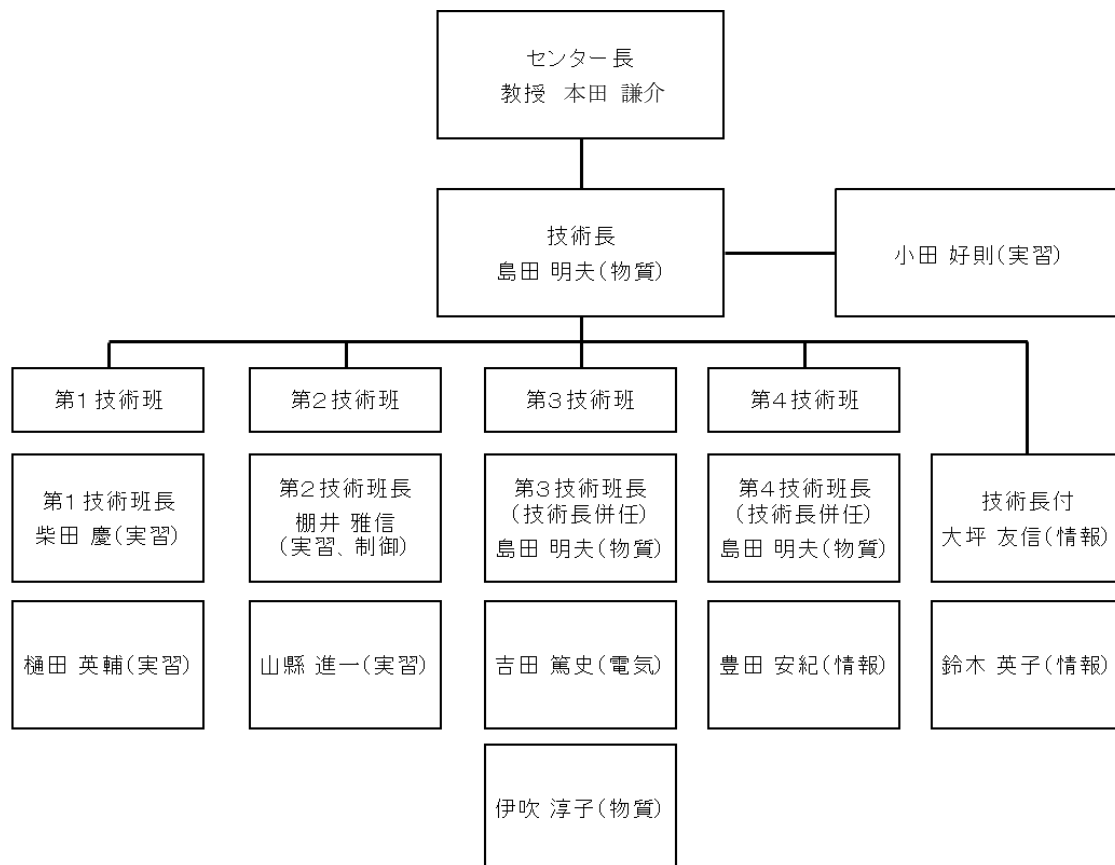 センター長
教授 本田 謙介
技術長
島田 明夫(物質)
小田 好則(実習)
第1技術班
第2技術班
第3技術班
第4技術班
第1技術班長
柴田 慶(実習)
第2技術班長
棚井 雅信
(実習、制御)
第3技術班長
(技術長併任)
島田 明夫(物質)
第4技術班長
(技術長併任)
島田 明夫(物質)
技術長付
大坪 友信(情報)
樋田 英輔(実習)
山縣 進一(実習)
吉田 篤史(電気)
豊田 安紀(情報)
鈴木 英子(情報)
伊吹 淳子(物質)